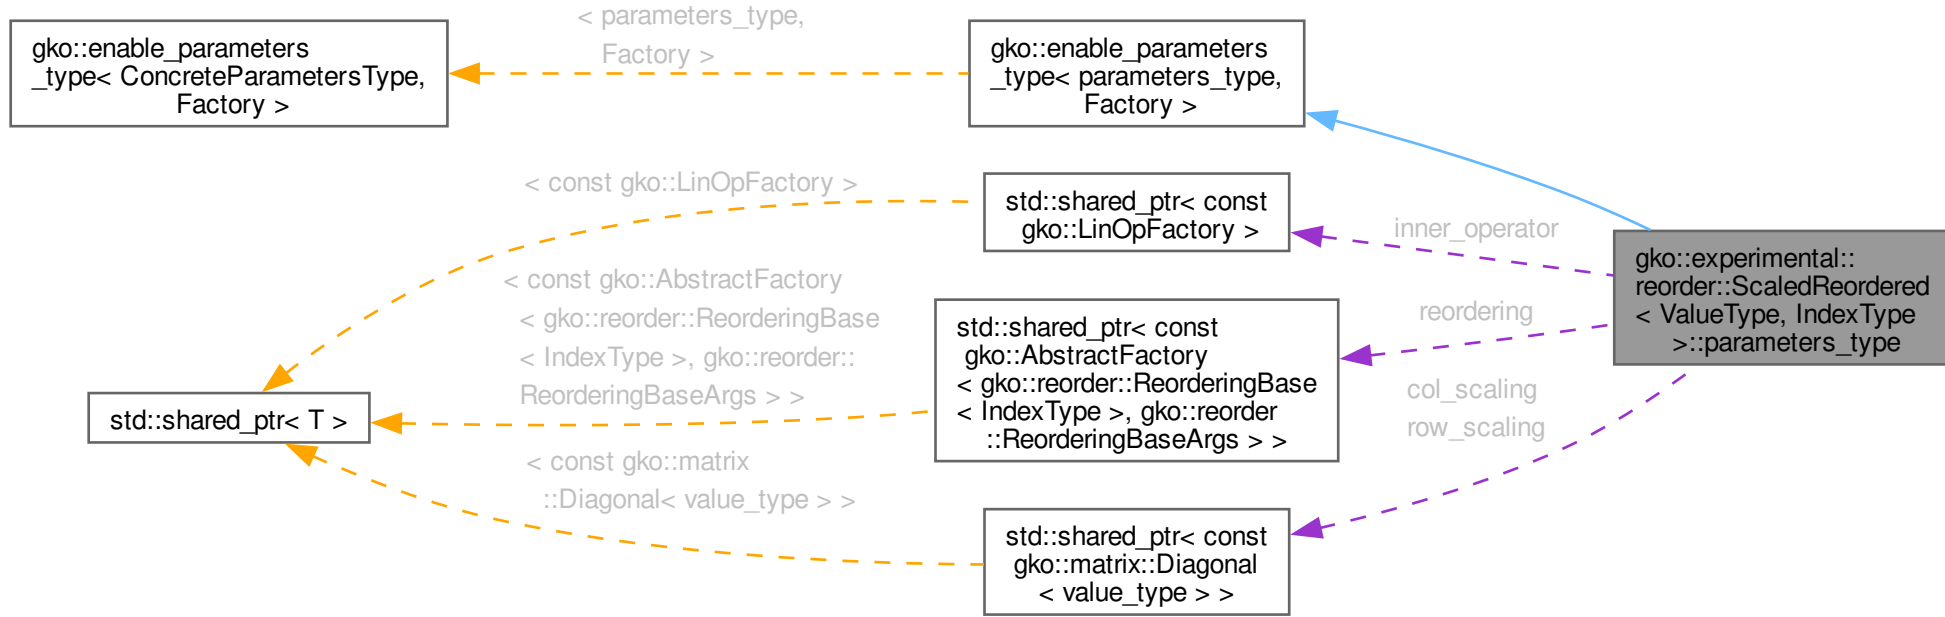 gko::enable_parameters
_type< ConcreteParametersType,
Factory >
< parameters_type,
Factory >
gko::enable_parameters
_type< parameters_type,
Factory >
< const gko::LinOpFactory >
std::shared_ptr< const
gko::LinOpFactory >
inner_operator
gko::experimental::
reorder::ScaledReordered
< ValueType, IndexType
>::parameters_type
< const gko::AbstractFactory
< gko::reorder::ReorderingBase
< IndexType >, gko::reorder::
ReorderingBaseArgs > >
std::shared_ptr< const
gko::AbstractFactory
< gko::reorder::ReorderingBase
< IndexType >, gko::reorder
::ReorderingBaseArgs > >
reordering
col_scaling
row_scaling
std::shared_ptr< T >
< const gko::matrix
::Diagonal< value_type > >
std::shared_ptr< const
gko::matrix::Diagonal
< value_type > >